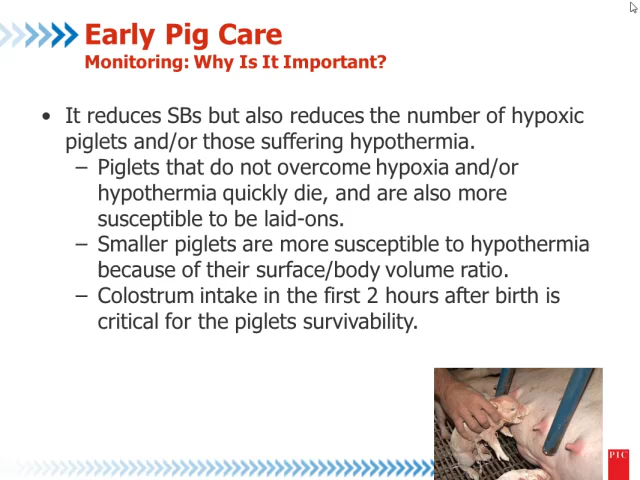 Early Pig Care
Monitoring: Why Is It Important?
• It reduces SBs but also reduces the number of hypoxic
piglets and/or those suffering hypothermia.
– Piglets that do not overcome hypoxia and/or
hypothermia quickly die, and are also more
susceptible to be laid-ons.
– Smaller piglets are more susceptible to hypothermia
because of their surface/body volume ratio.
– Colostrum intake in the first 2 hours after birth is
critical for the piglets survivability.
PIC